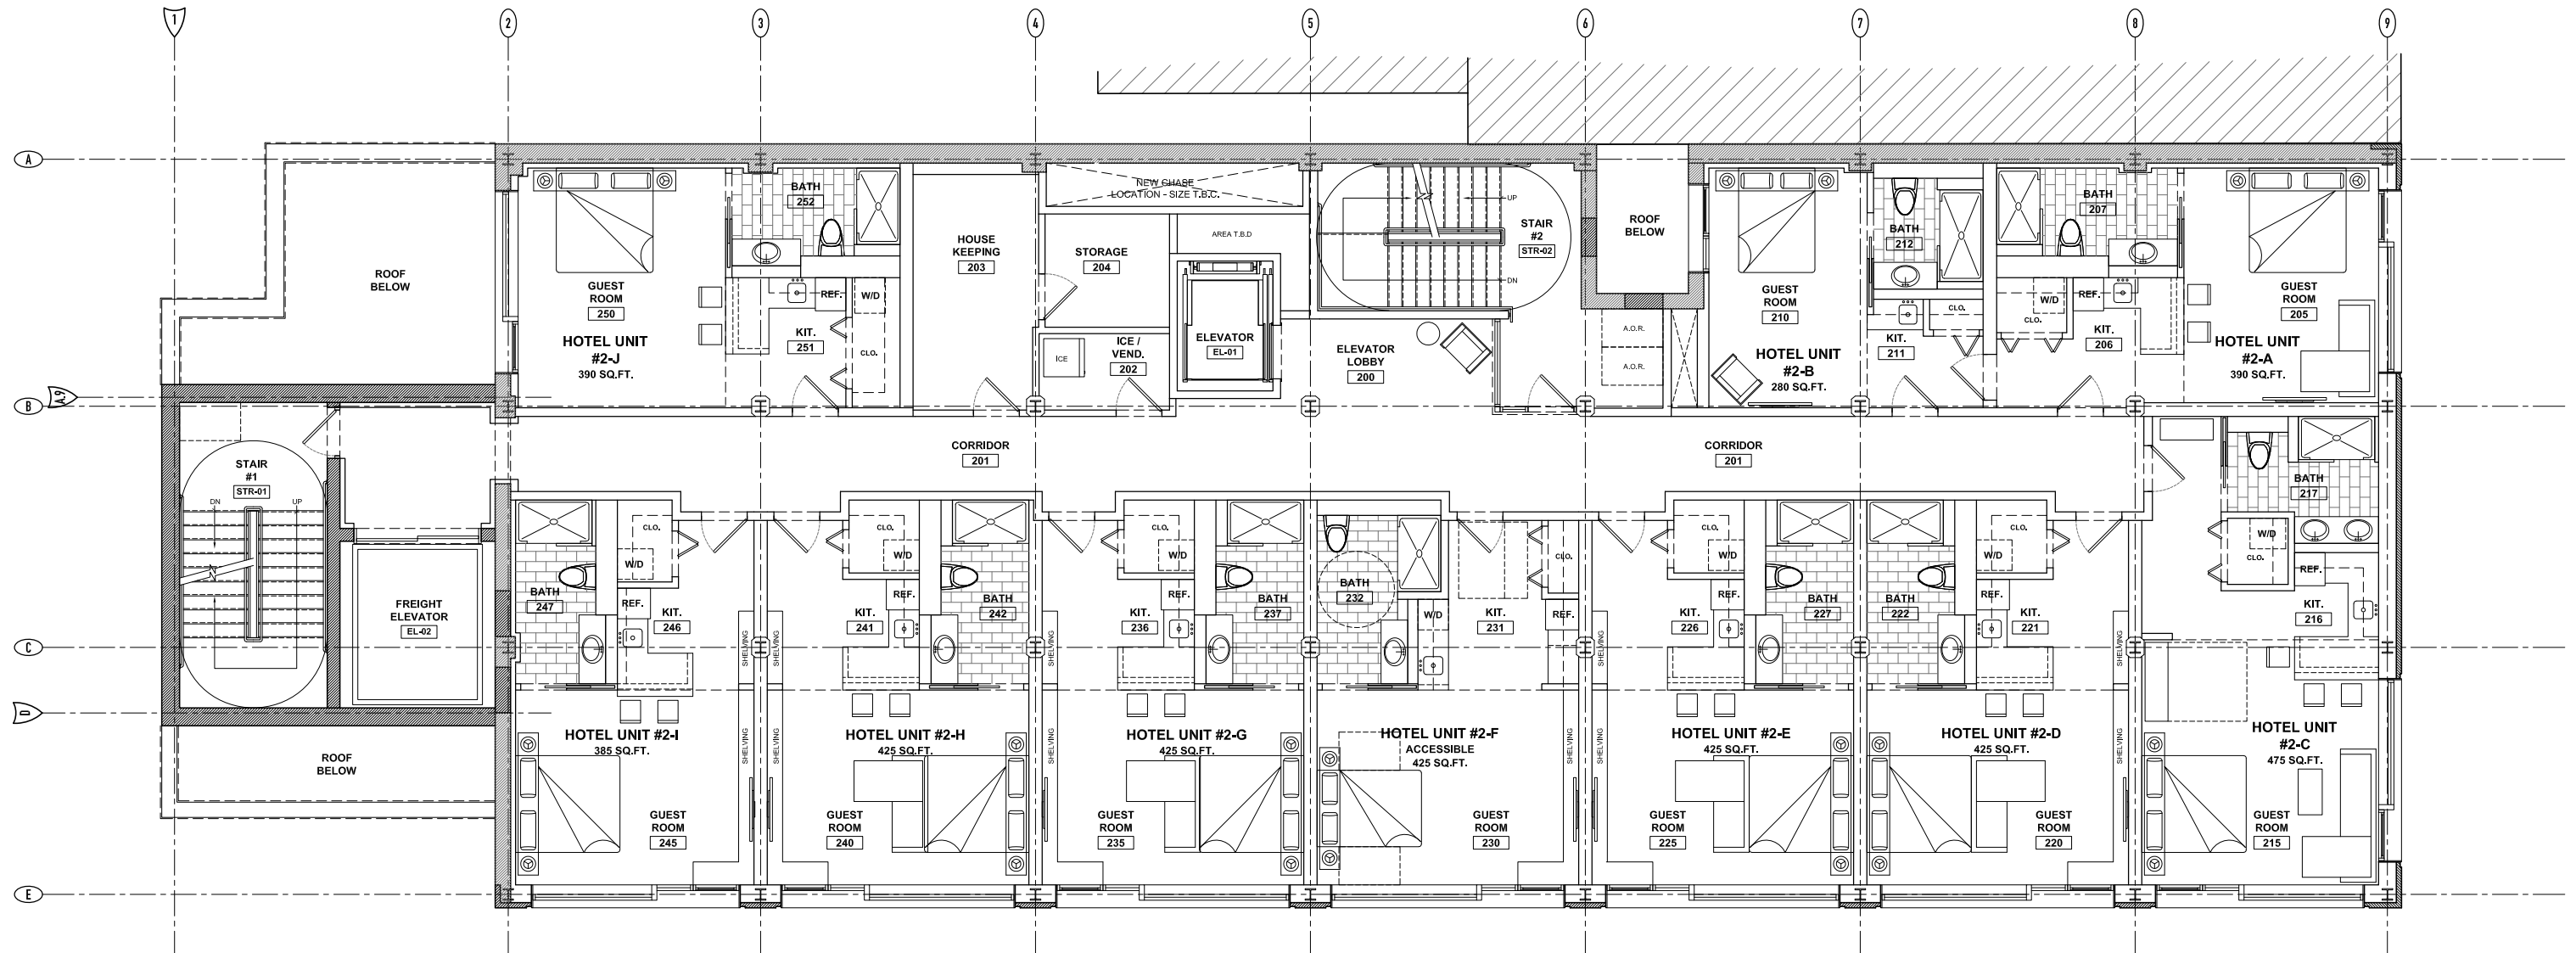 1
2
3
4
5
6
7
8
9
A
NEW CHASE
LOCATION - SIZE T.B.C.
BATH
252
UP
STAIR
#2
STR-02
ROOF
BELOW
BATH
212
BATH
207
ROOF
BELOW
HOUSE
KEEPING
203
STORAGE
204
AREA T.B.D
DN
GUEST
ROOM
250
REF.
W/D
KIT.
251
CLO.
HOTEL UNIT
#2-J
390 SQ.FT.
ICE
ICE /
VEND.
202
ELEVATOR
EL-01
ELEVATOR
LOBBY
200
A.O.R.
A.O.R.
GUEST
ROOM
210
HOTEL UNIT
#2-B
280 SQ.FT.
CLO.
KIT.
211
W/D
CLO.
REF.
KIT.
206
GUEST
ROOM
205
HOTEL UNIT
#2-A
390 SQ.FT.
A.9
B
CORRIDOR
201
CORRIDOR
201
STAIR
#1
STR-01
DN
UP
FREIGHT
ELEVATOR
EL-02
BATH
247
CLO.
W/D
REF.
KIT.
246
SHELVING
SHELVING
CLO.
W/D
REF.
KIT.
241
BATH
242
SHELVING
SHELVING
CLO.
W/D
REF.
KIT.
236
BATH
237
BATH
232
W/D
CLO.
REF.
KIT.
231
SHELVING
SHELVING
CLO.
W/D
REF.
KIT.
226
BATH
227
BATH
222
CLO.
W/D
REF.
KIT.
221
SHELVING
BATH
217
W/D
CLO.
REF.
KIT.
216
C
D
ROOF
BELOW
HOTEL UNIT #2-I
385 SQ.FT.
GUEST
ROOM
245
SHELVING
SHELVING
HOTEL UNIT #2-H
425 SQ.FT.
GUEST
ROOM
240
SHELVING
HOTEL UNIT #2-G
425 SQ.FT.
GUEST
ROOM
235
HOTEL UNIT #2-F
ACCESSIBLE
425 SQ.FT.
GUEST
ROOM
230
SHELVING
SHELVING
HOTEL UNIT #2-E
425 SQ.FT.
GUEST
ROOM
225
HOTEL UNIT #2-D
425 SQ.FT.
GUEST
ROOM
220
SHELVING
HOTEL UNIT
#2-C
475 SQ.FT.
GUEST
ROOM
215
E